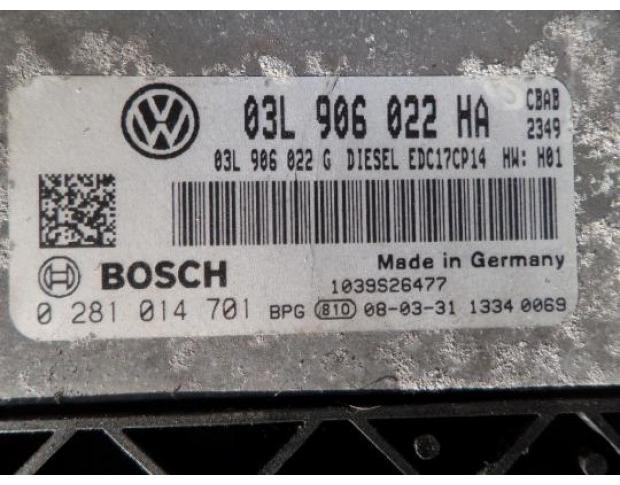 03L 906 022 HA CBAB
2349
03L 906 022 G DIESEL EDC17CP14 HW: H01
Made in Germany
BOSCH
1039S26477
0 281 014 701 BPG 810 08-03-31 1334 0069